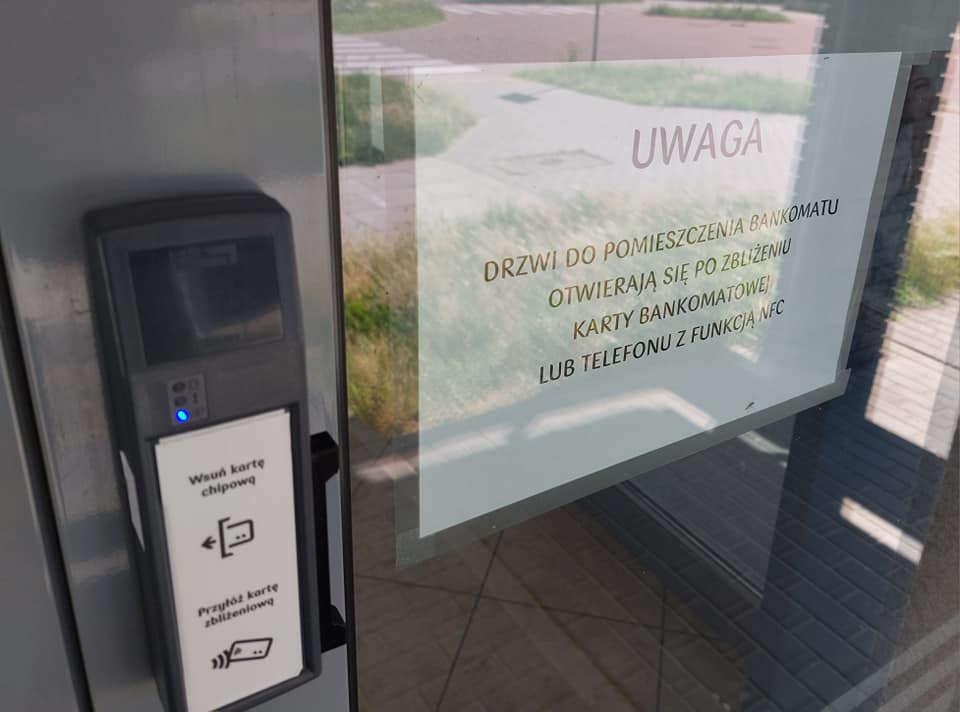 UWAGA
DRZWI DO POMIESZCZENIA BANKOMATU
OTWIERAJĄ SIĘ PO ZBLIŻENIU
KARTY BANKOMATOWEJ
LUB TELEFONU Z FUNKCJĄ NFC
Wsuń kartę
chipową
Przyłóż kartę
zbliżeniową